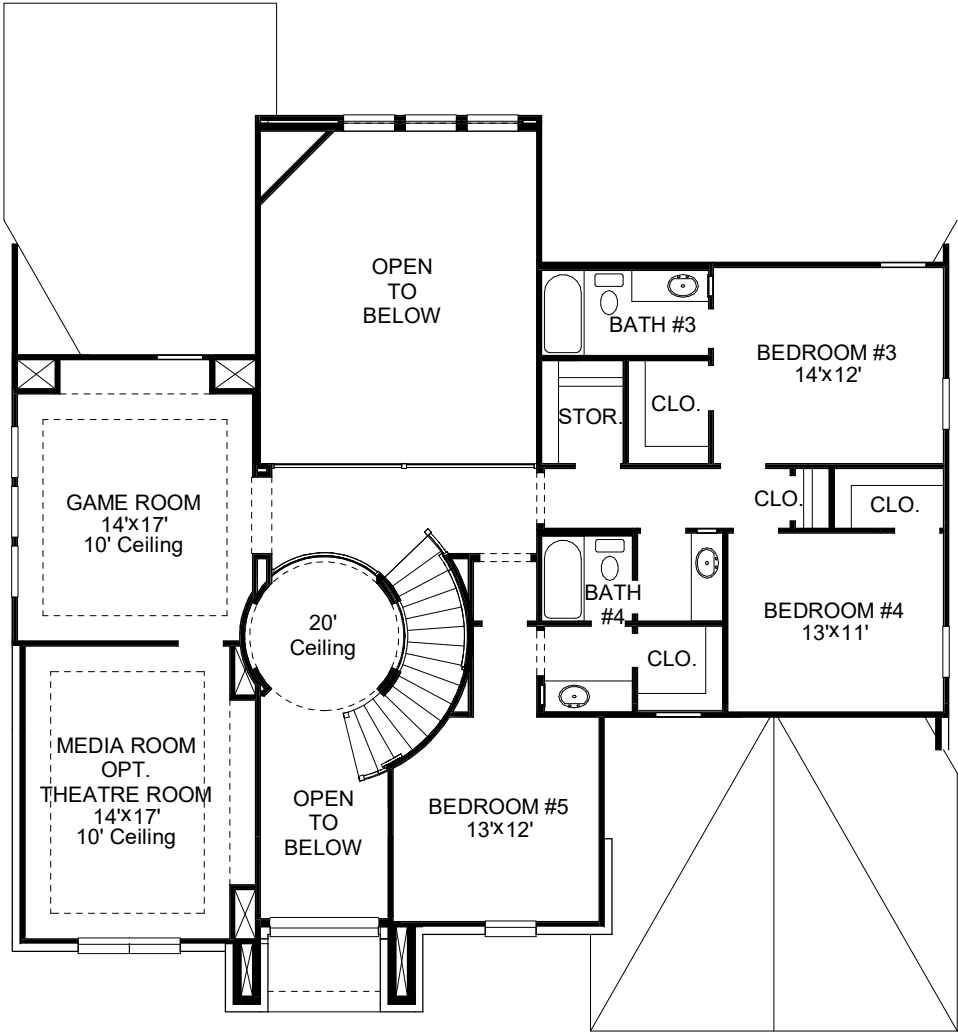 OPEN
TO
BELOW
BATH #3
BEDROOM #3
14'x12'
STOR.
CLO.
GAME ROOM
14'x17'
10' Ceiling
CLO.
CLO.
BATH
#4
20'
Ceiling
BEDROOM #4
13'x11'
CLO.
MEDIA ROOM
OPT.
THEATRE ROOM
14'x17'
10' Ceiling
OPEN
TO
BELOW
BEDROOM #5
13'x12'